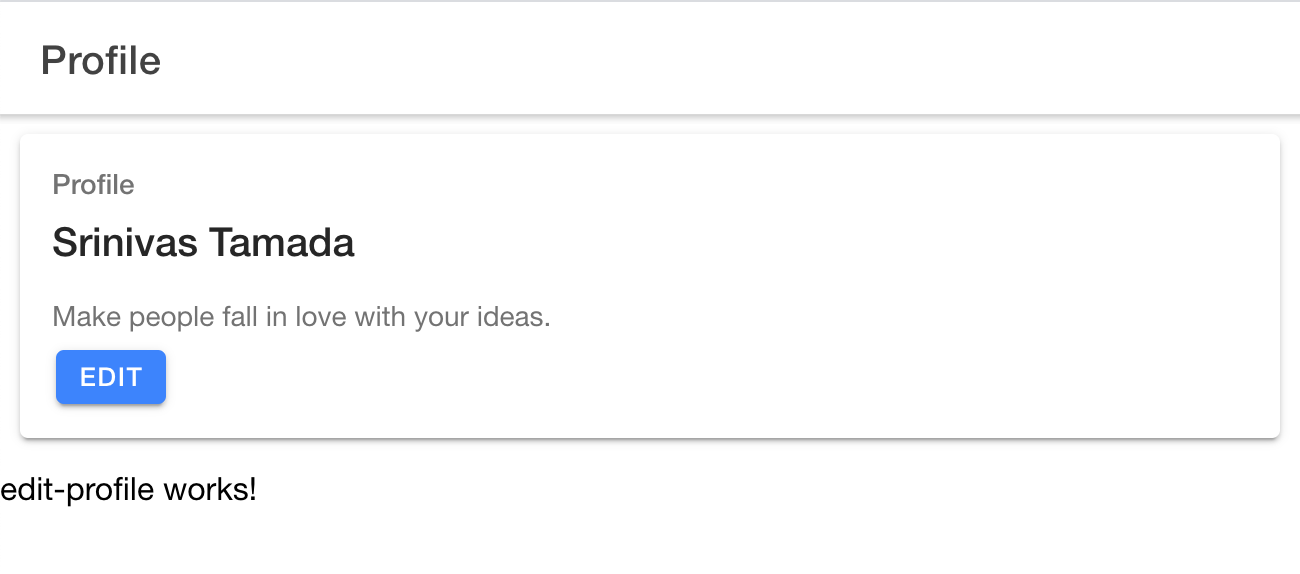 Profile
Profile
Srinivas Tamada
Make people fall in love with your ideas.
EDIT
edit-profile works!